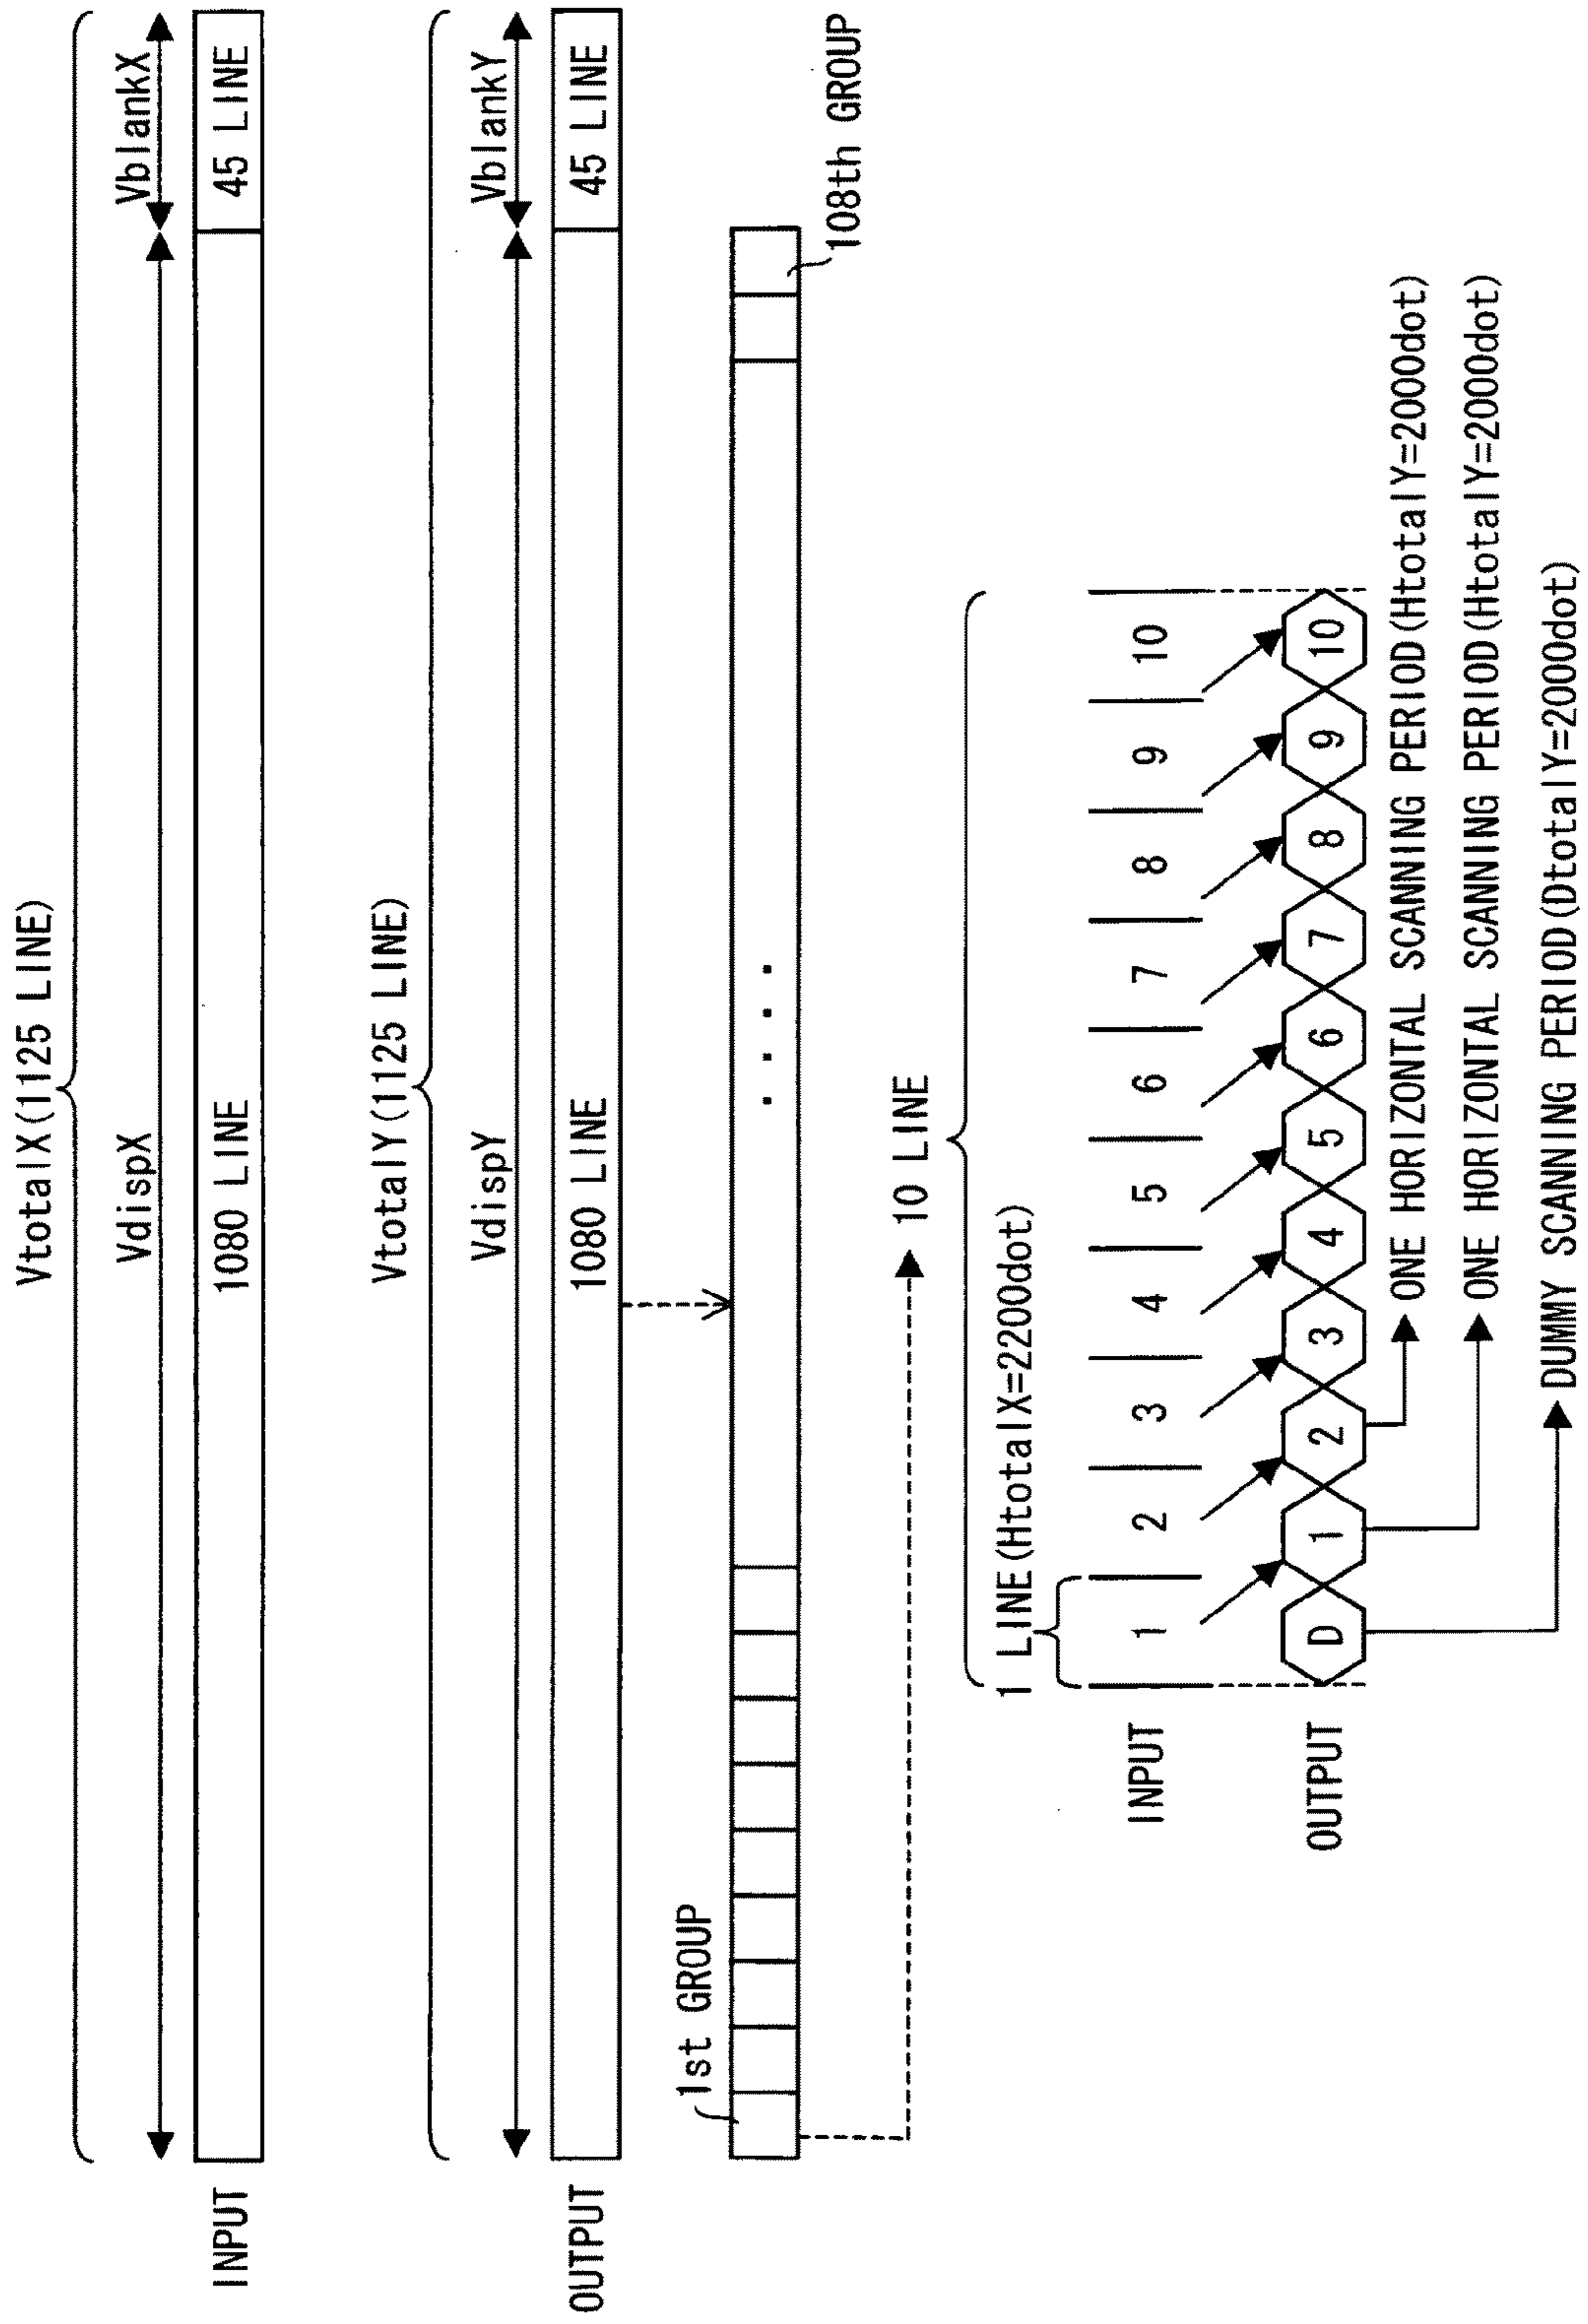 VtotalX(1125 LINE)
VdispX
VblankX
INPUT
1080 LINE
45 LINE
VtotalY(1125 LINE)
VdispY
VblankY
OUTPUT
1080 LINE
45 LINE
1st GROUP
· · · ·
108th GROUP
10 LINE
1 LINE(HtotalX=2200dot)
INPUT
1 2 3 4 5 6 7 8 9 10
OUTPUT
D 1 2 3 4 5 6 7 8 9 10
ONE HORIZONTAL SCANNING PERIOD(HtotalY=2000dot)
ONE HORIZONTAL SCANNING PERIOD(HtotalY=2000dot)
DUMMY SCANNING PERIOD(DtotalY=2000dot)